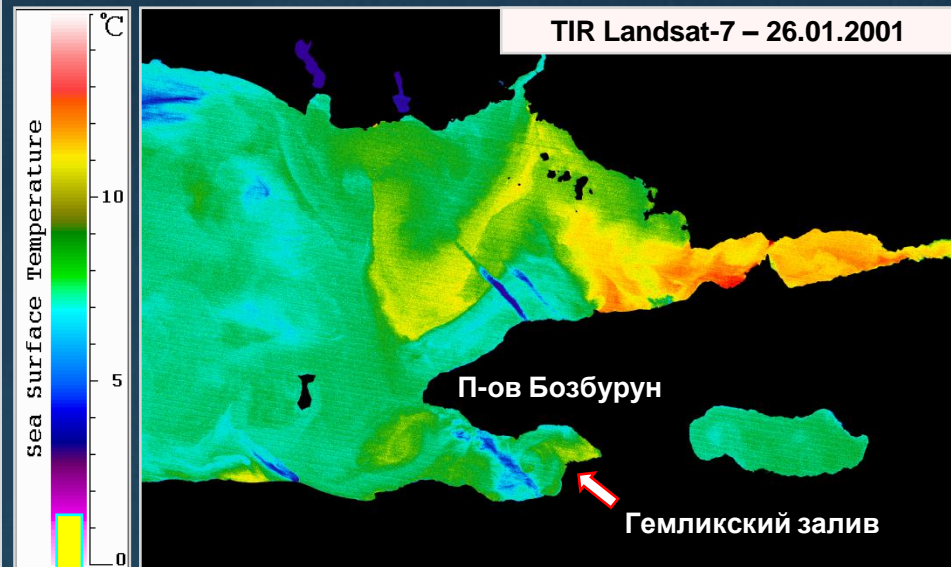 °C
TIR Landsat-7 – 26.01.2001
Sea Surface Temperature
10
5
0
П-ов Бозбурун
Гемликский залив